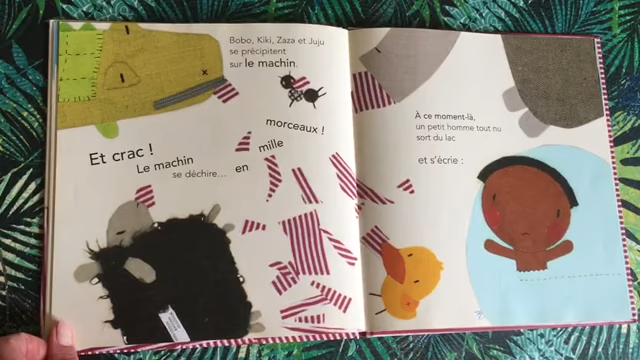 Bobo, Kiki, Zaza et Juju
se précipitent
sur le machin.
Et crac !
Le machin
se déchire... en mille
morceaux !
À ce moment-là,
un petit homme tout nu
sort du lac
et s'écrie :